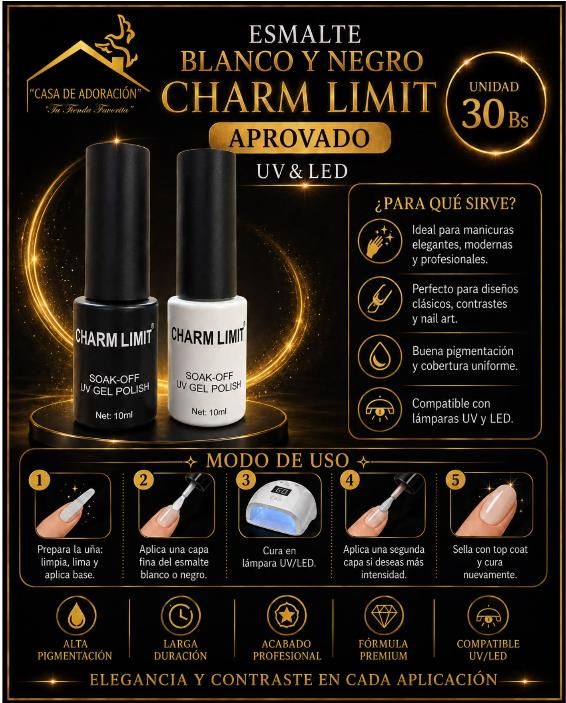 "CASA DE ADORACIÓN"
"Tu Tienda Favorita"
ESMALTE
BLANCO Y NEGRO
CHARM LIMIT
APROVADO
UV & LED
UNIDAD
30 Bs
CHARM LIMIT®
SOAK-OFF
UV GEL POLISH
Net: 10ml
CHARM LIMIT®
SOAK-OFF
UV GEL POLISH
Net: 10ml
¿PARA QUÉ SIRVE?
Ideal para manicuras
elegantes, modernas
y profesionales.
Perfecto para diseños
clásicos, contrastes
y nail art.
Buena pigmentación
y cobertura uniforme.
Compatible con
lámparas UV y LED.
MODO DE USO
1
Prepara la uña:
limpia, lima y
aplica base.
2
Aplica una capa
fina del esmalte
blanco o negro.
3
Cura en
lámpara UV/LED.
4
Aplica una segunda
capa si deseas más
intensidad.
5
Sella con top coat
y cura
nuevamente.
ALTA
PIGMENTACIÓN
LARGA
DURACIÓN
ACABADO
PROFESIONAL
FÓRMULA
PREMIUM
COMPATIBLE
UV/LED
ELEGANCIA Y CONTRASTE EN CADA APLICACIÓN